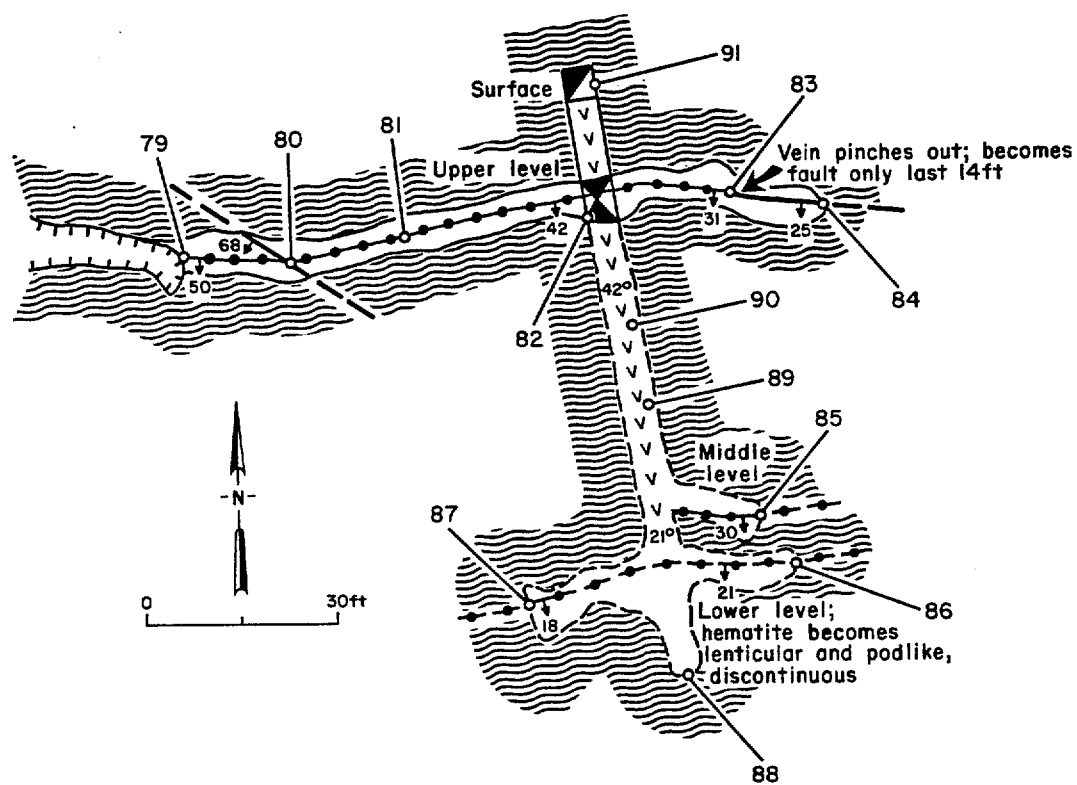 91
Surface
83
79
80
81
Vein pinches out; becomes
fault only last 14ft
Upper level
68
42
31
25
50
42°
90
84
82
89
Middle
level
85
-N-
87
21°
30
0
30ft
21
18
86
Lower level;
hematite becomes
lenticular and podlike,
discontinuous
88